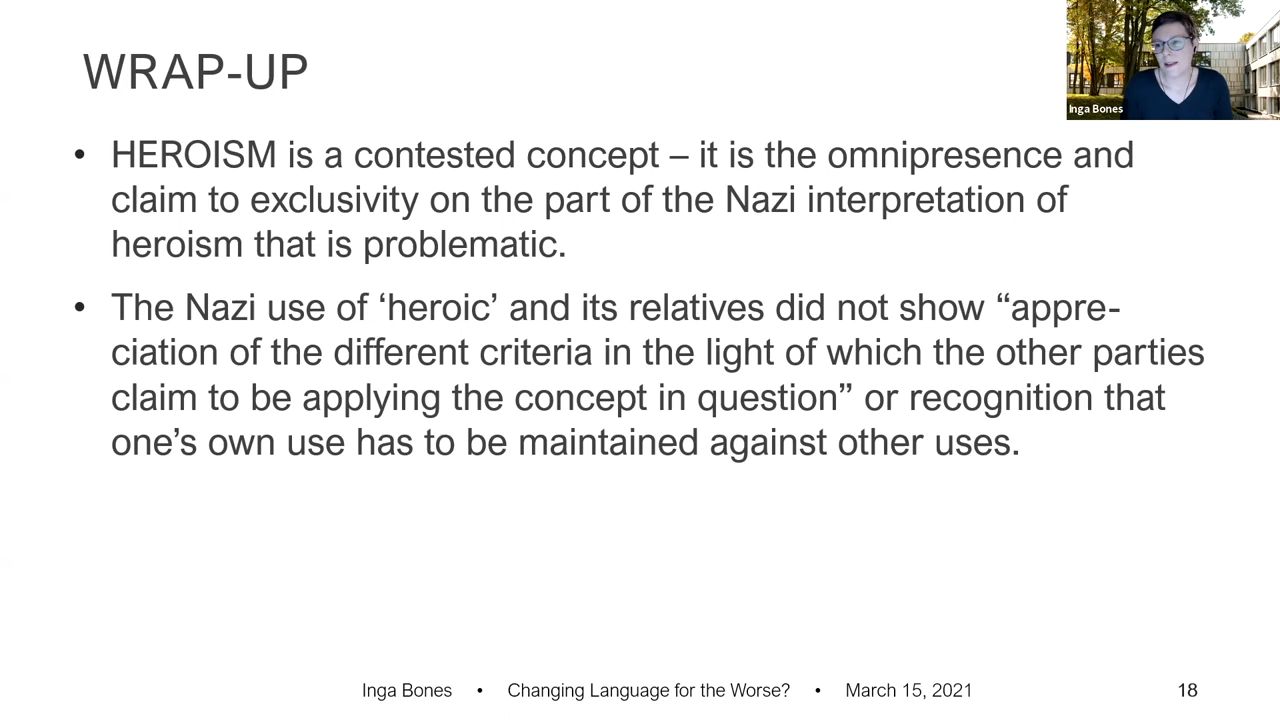 WRAP-UP
Inga Bones
• HEROISM is a contested concept – it is the omnipresence and
claim to exclusivity on the part of the Nazi interpretation of
heroism that is problematic.
• The Nazi use of ‘heroic’ and its relatives did not show “appre-
ciation of the different criteria in the light of which the other parties
claim to be applying the concept in question” or recognition that
one’s own use has to be maintained against other uses.
Inga Bones • Changing Language for the Worse? • March 15, 2021 18